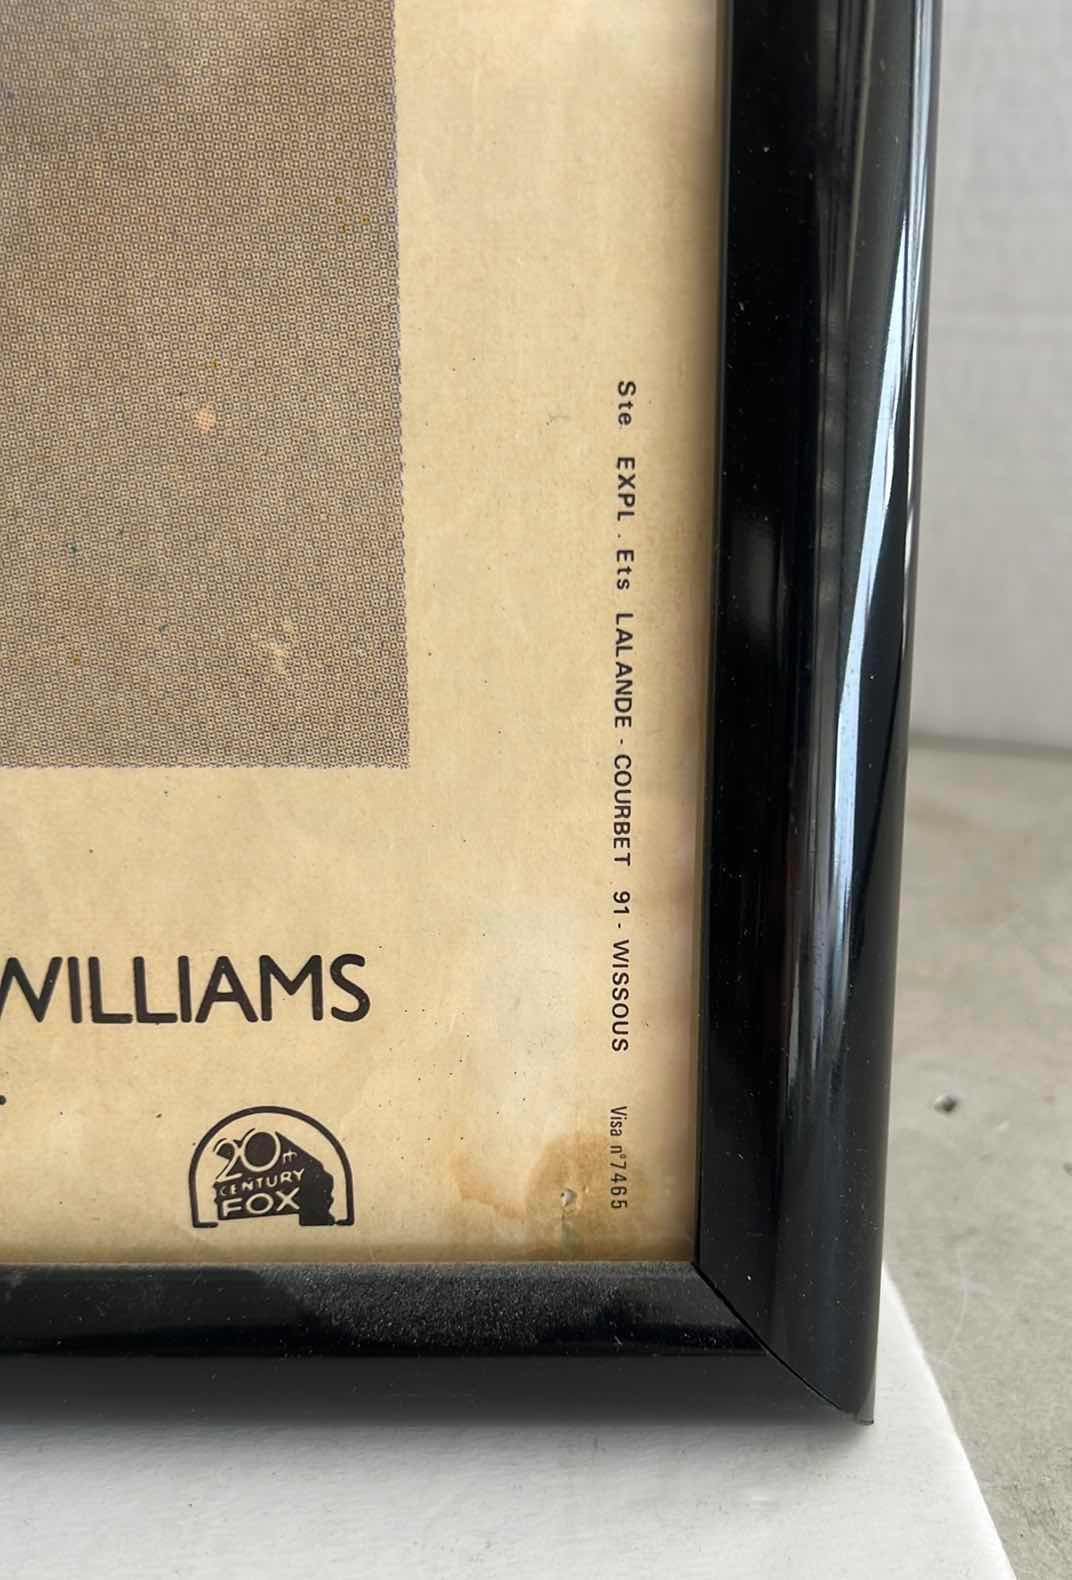 Ste EXPL. Ets LALANDE - COURBET 91 - WISSOUS Visa n°7465
WILLIAMS
20th
CENTURY
FOX